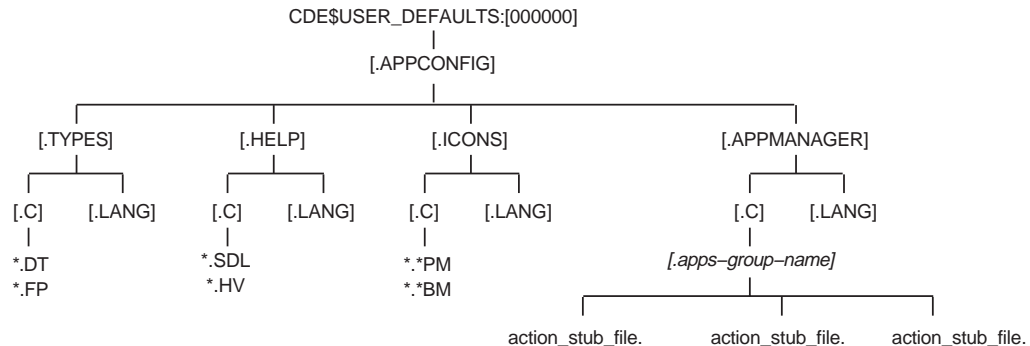 CDE$USER_DEFAULTS:[000000]
[.APPCONFIG]
[.TYPES] [.HELP] [.ICONS] [.APPMANAGER]
[.C] [.LANG] [.C] [.LANG] [.C] [.LANG] [.C] [.LANG]
*.DT *.SDL *.*PM [.apps–group–name]
*.FP *.HV *.*BM
action_stub_file. action_stub_file. action_stub_file.